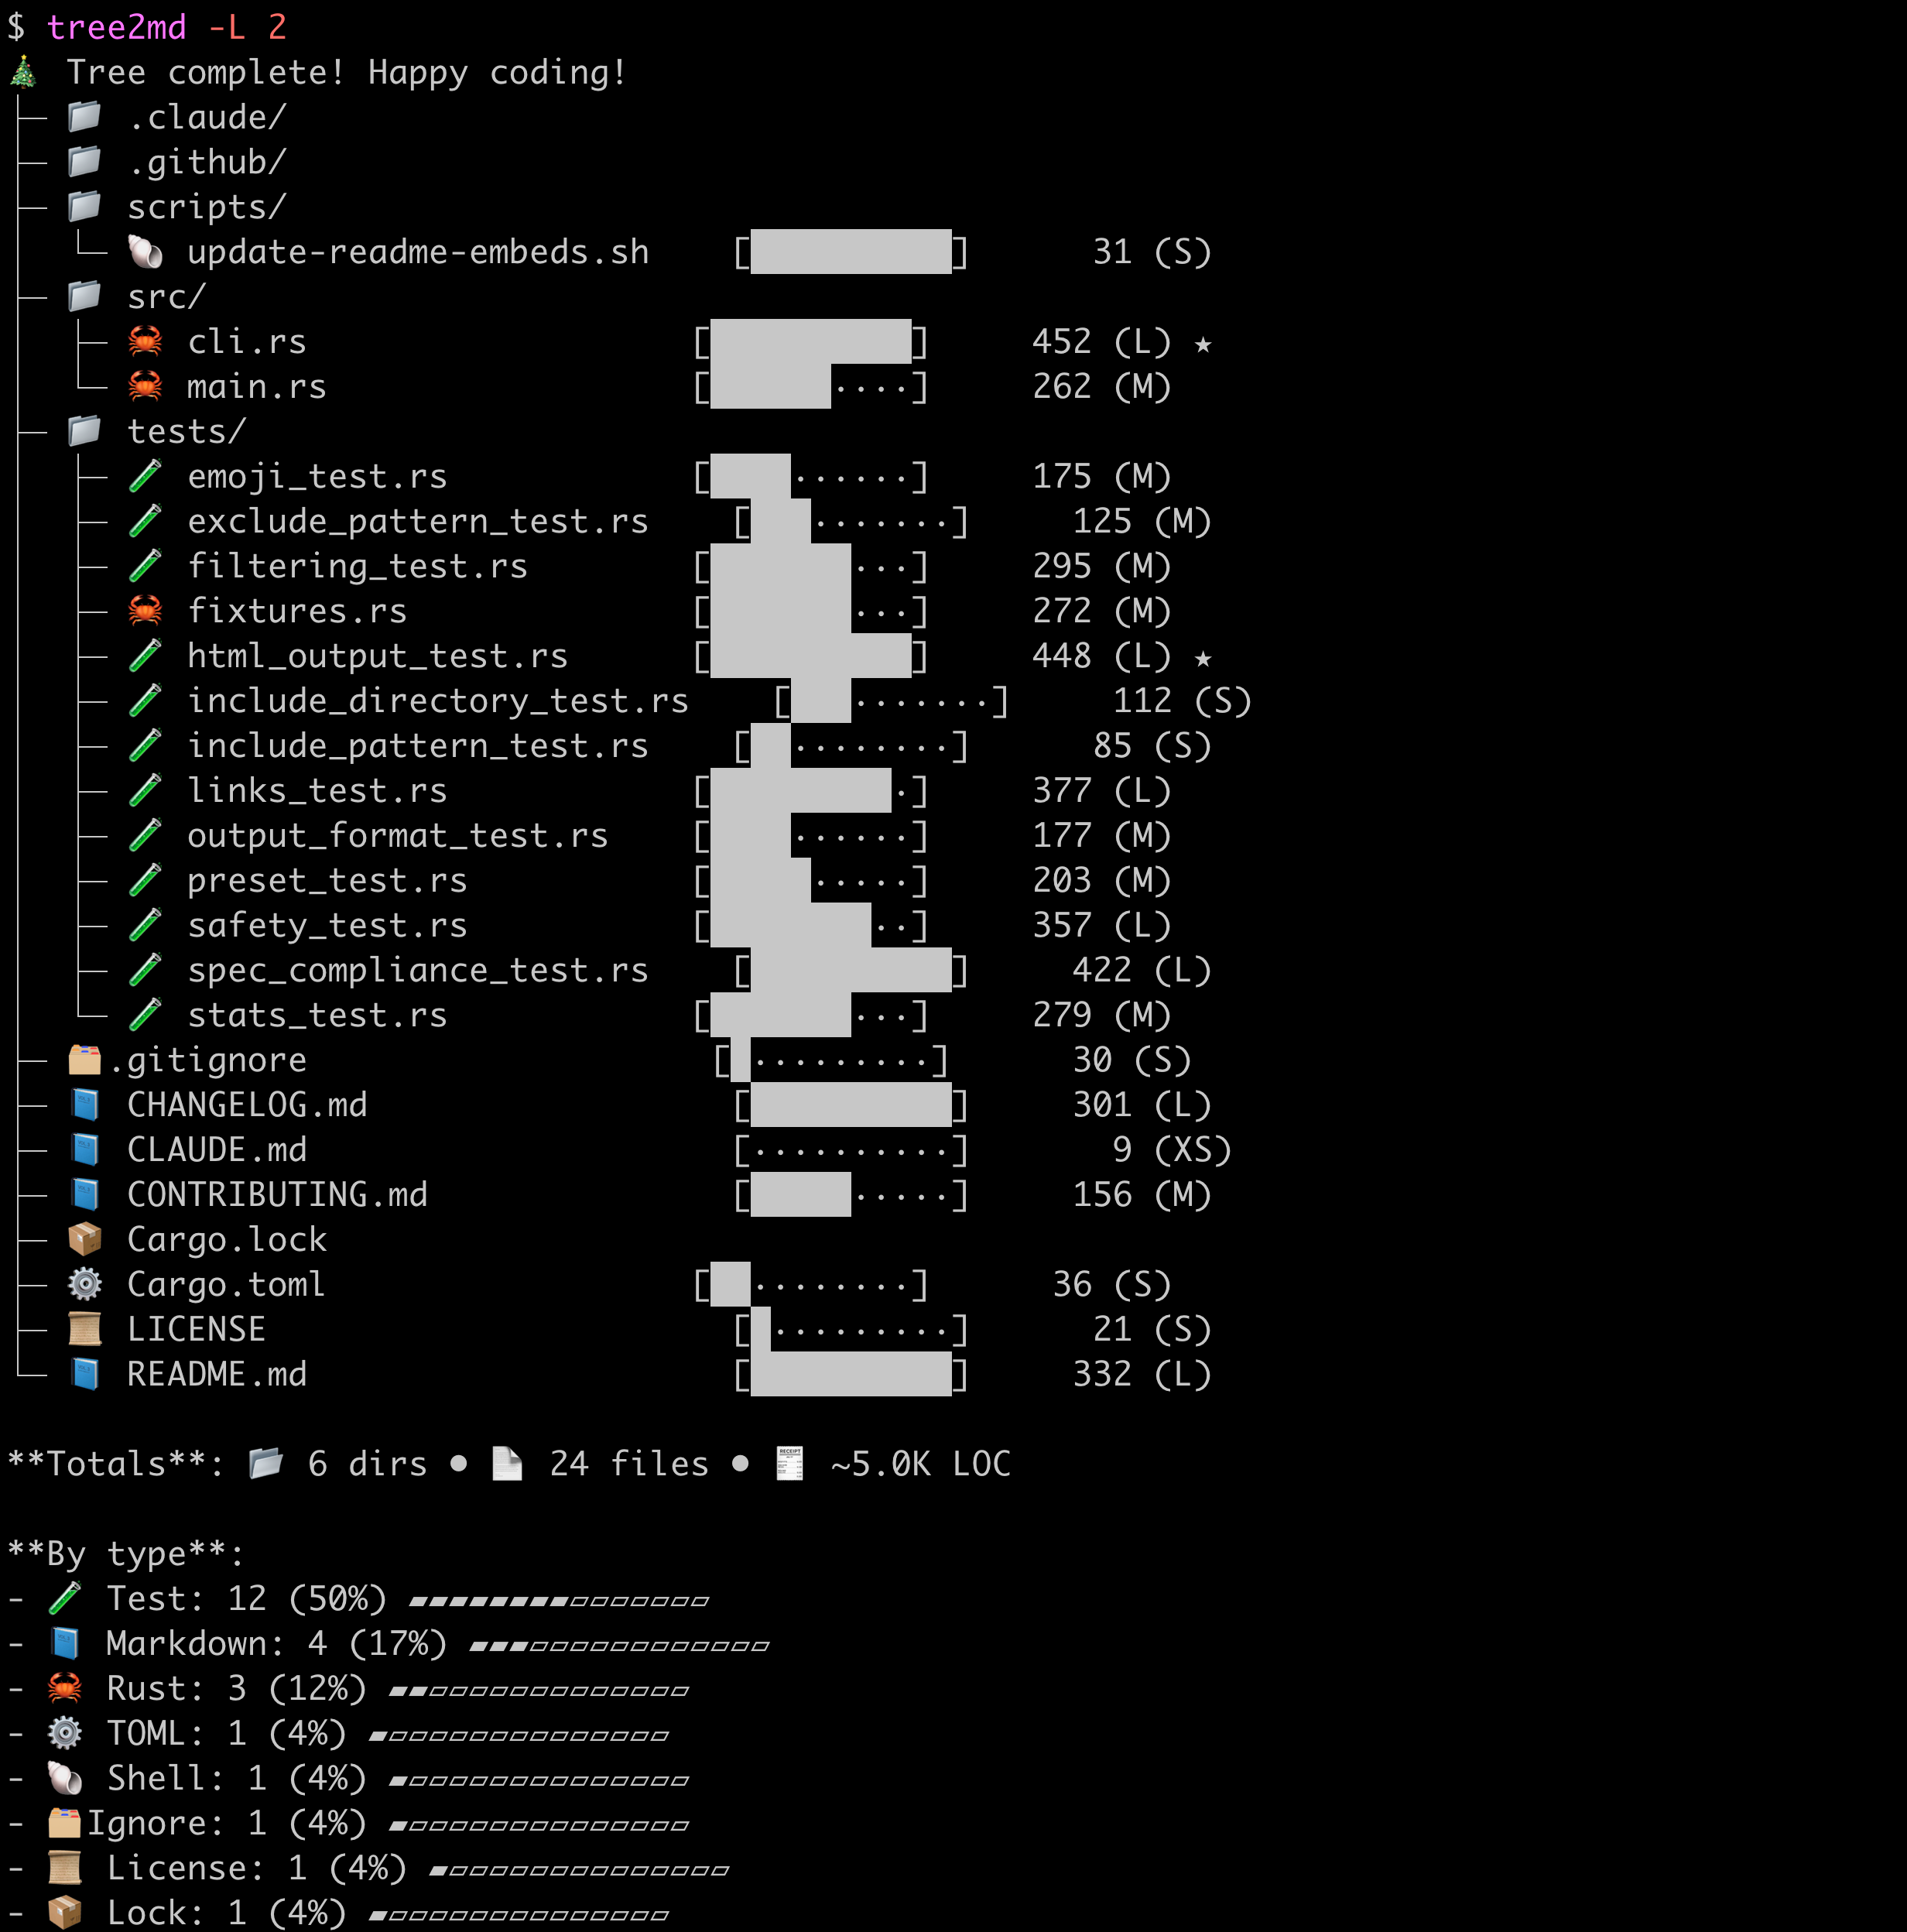 $ tree2md -L 2
🎄 Tree complete! Happy coding!
├─ 📁 .claude/
├─ 📁 .github/
├─ 📁 scripts/
│  └─ 🐚 update-readme-embeds.sh    [██████████]      31 (S)
├─ 📁 src/
│  ├─ 🦀 cli.rs                   [██████████]     452 (L) ★
│  └─ 🦀 main.rs                  [██████····]     262 (M)
├─ 📁 tests/
│  ├─ 🧪 emoji_test.rs            [████······]     175 (M)
│  ├─ 🧪 exclude_pattern_test.rs    [███·······]     125 (M)
│  ├─ 🧪 filtering_test.rs        [███████···]     295 (M)
│  ├─ 🦀 fixtures.rs              [███████···]     272 (M)
│  ├─ 🧪 html_output_test.rs      [██████████]     448 (L) ★
│  ├─ 🧪 include_directory_test.rs    [███·······]     112 (S)
│  ├─ 🧪 include_pattern_test.rs    [██········]      85 (S)
│  ├─ 🧪 links_test.rs            [█████████·]     377 (L)
│  ├─ 🧪 output_format_test.rs    [████······]     177 (M)
│  ├─ 🧪 preset_test.rs           [█████·····]     203 (M)
│  ├─ 🧪 safety_test.rs           [████████··]     357 (L)
│  ├─ 🧪 spec_compliance_test.rs    [██████████]     422 (L)
│  └─ 🧪 stats_test.rs            [███████···]     279 (M)
├─ 🗂️.gitignore                    [█·········]      30 (S)
├─ 📘 CHANGELOG.md                  [██████████]     301 (L)
├─ 📘 CLAUDE.md                     [··········]       9 (XS)
├─ 📘 CONTRIBUTING.md               [█████·····]     156 (M)
├─ 📦 Cargo.lock
├─ ⚙️ Cargo.toml                  [██········]      36 (S)
├─ 📜 LICENSE                       [█·········]      21 (S)
└─ 📘 README.md                     [██████████]     332 (L)
**Totals**: 📂 6 dirs • 📄 24 files • 🧾 ~5.0K LOC
**By type**:
- 🧪 Test: 12 (50%) ▰▰▰▰▰▰▰▰▱▱▱▱▱▱▱
- 📘 Markdown: 4 (17%) ▰▰▰▱▱▱▱▱▱▱▱▱▱▱▱
- 🦀 Rust: 3 (12%) ▰▰▱▱▱▱▱▱▱▱▱▱▱▱▱
- ⚙️ TOML: 1 (4%) ▰▱▱▱▱▱▱▱▱▱▱▱▱▱▱
- 🐚 Shell: 1 (4%) ▰▱▱▱▱▱▱▱▱▱▱▱▱▱▱
- 🗂️Ignore: 1 (4%) ▰▱▱▱▱▱▱▱▱▱▱▱▱▱▱
- 📜 License: 1 (4%) ▰▱▱▱▱▱▱▱▱▱▱▱▱▱▱
- 📦 Lock: 1 (4%) ▰▱▱▱▱▱▱▱▱▱▱▱▱▱▱